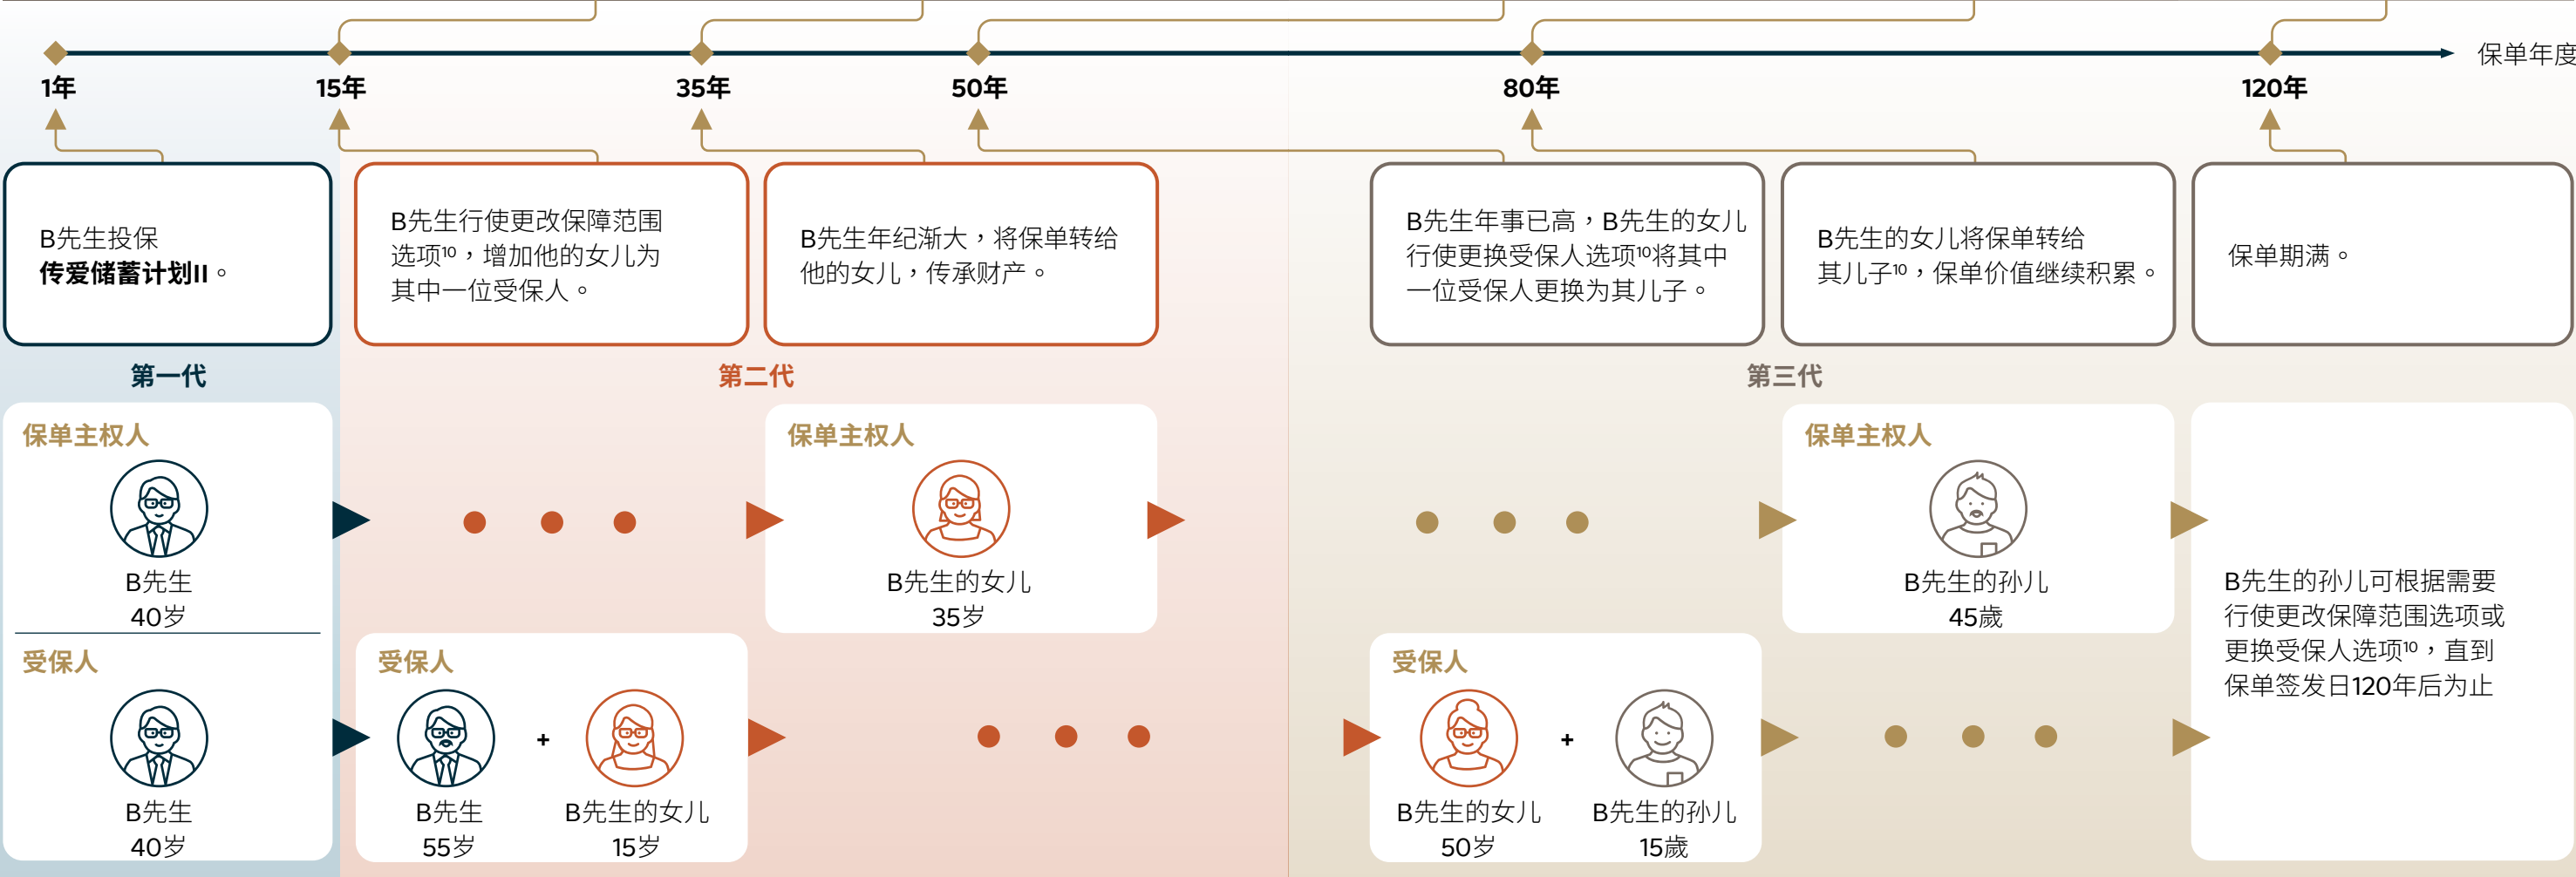 保单年度
1年
15年
35年
50年
80年
120年
B先生投保
传爱储蓄计划II。
B先生行使更改保障范围
选项¹⁰，增加他的女儿为
其中一位受保人。
B先生年纪渐大，将保单转给
他的女儿，传承财产。
B先生年事已高，B先生的女儿
行使更换受保人选项¹⁰将其中
一位受保人更换为其儿子。
B先生的女儿将保单转给
其儿子¹⁰，保单价值继续积累。
保单期满。
第一代
第二代
第三代
保单主权人
B先生
40岁
保单主权人
B先生的女儿
35岁
保单主权人
B先生的孙儿
45歲
受保人
B先生
40岁
受保人
B先生
55岁
+
B先生的女儿
15岁
受保人
B先生的女儿
50岁
+
B先生的孙儿
15歲
B先生的孙儿可根据需要
行使更改保障范围选项或
更换受保人选项¹⁰，直到
保单签发日120年后为止